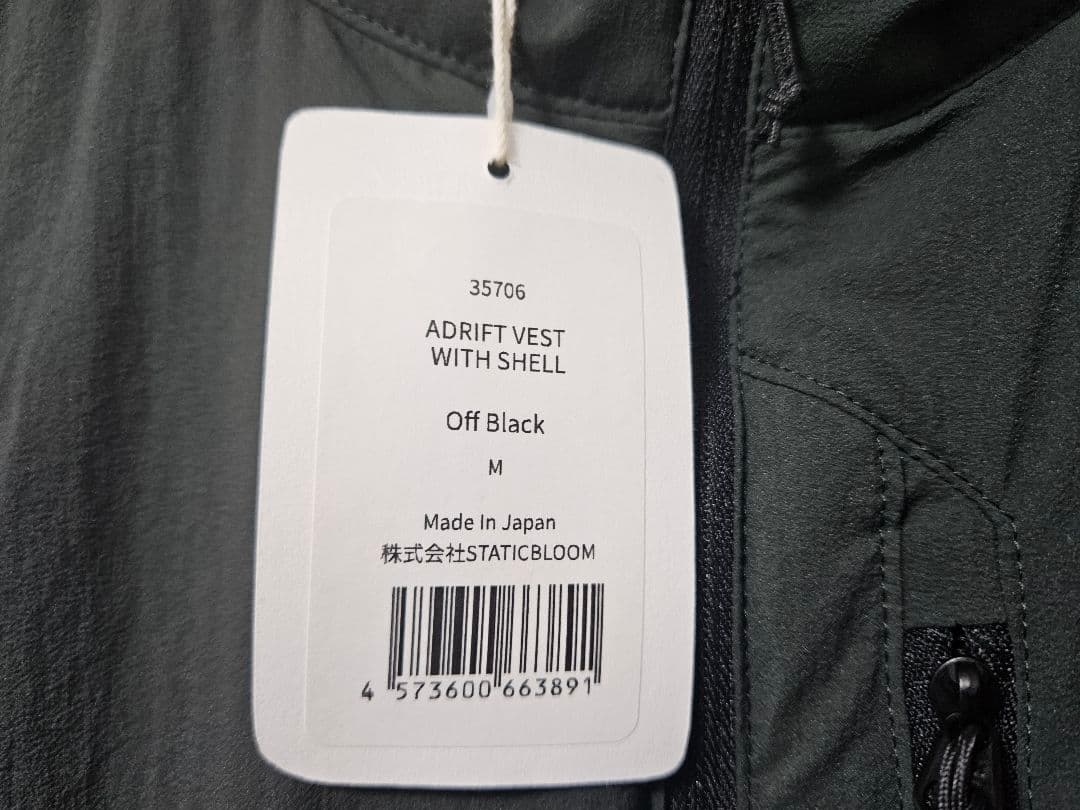 35706
ADRIFT VEST
WITH SHELL
Off Black
M
Made In Japan
株式会社STATICBLOOM
4 573600 663891